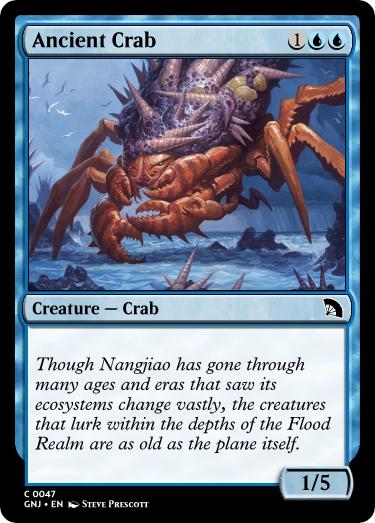 Ancient Crab 1
Creature — Crab
Though Nangjiao has gone through
many ages and eras that saw its
ecosystems change vastly, the creatures
that lurk within the depths of the Flood
Realm are as old as the plane itself.
1/5
C 0047
GNJ • EN Steve Prescott